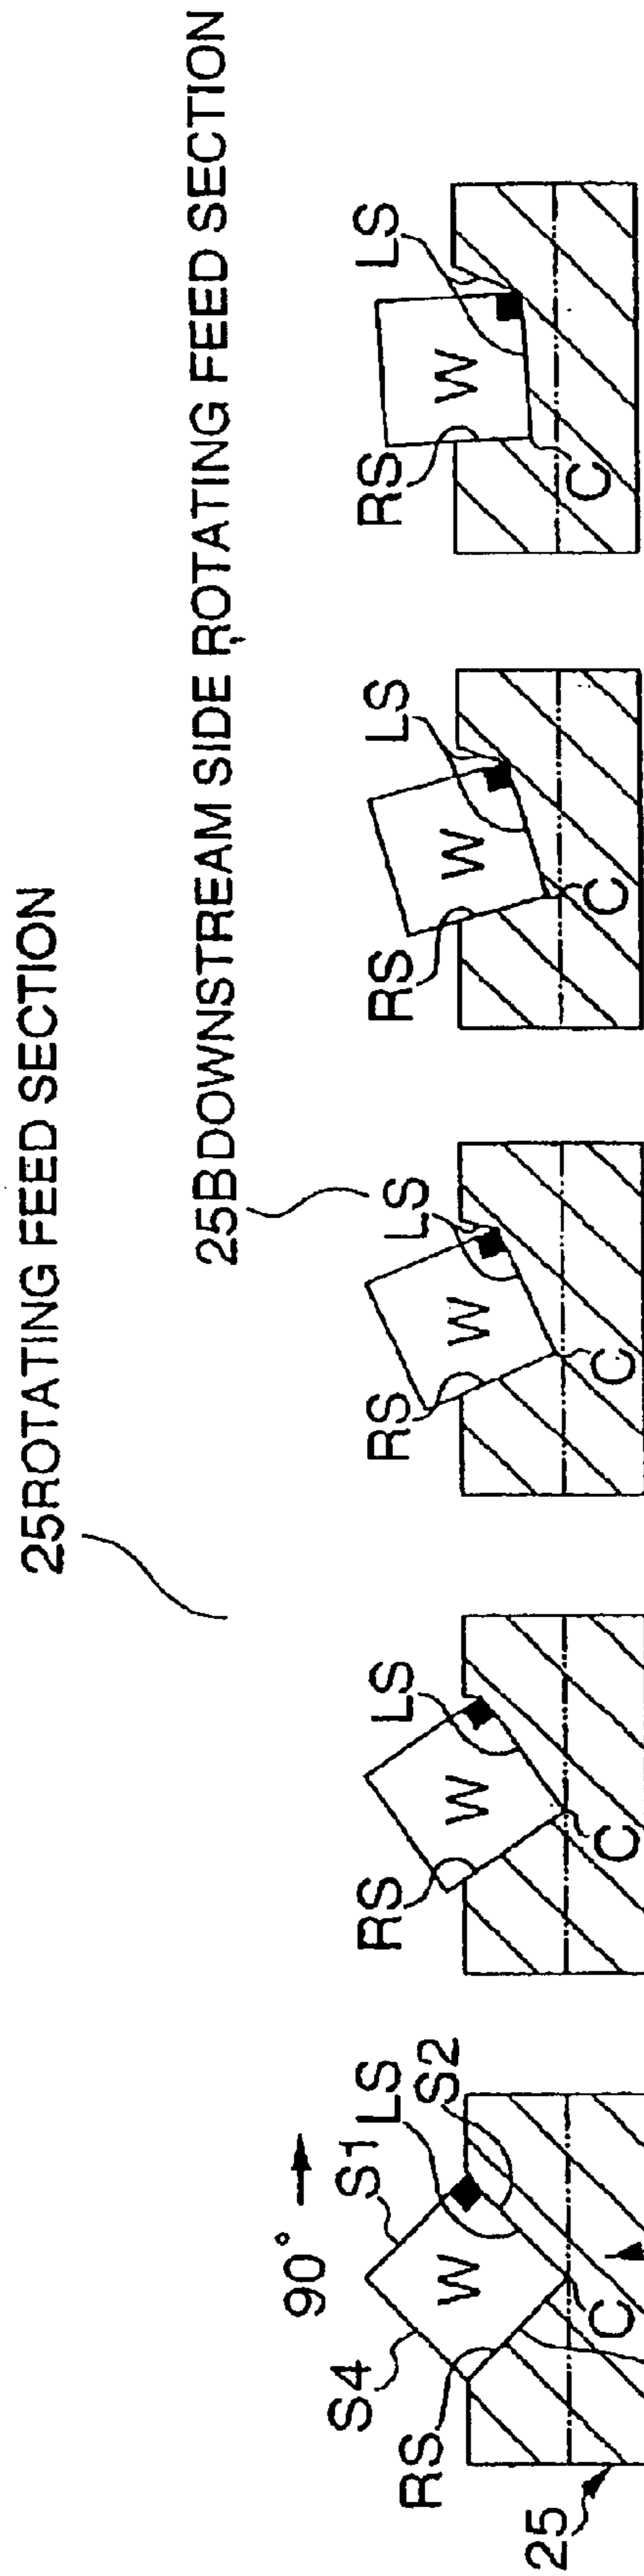 25ROTATING FEED SECTION
25BDOWNSTREAM SIDE ROTATING FEED SECTION
90°
S4
S1
LS
S2
RS
W
C
25
RS
LS
W
C
RS
LS
W
C
RS
LS
W
C
RS
LS
W
C